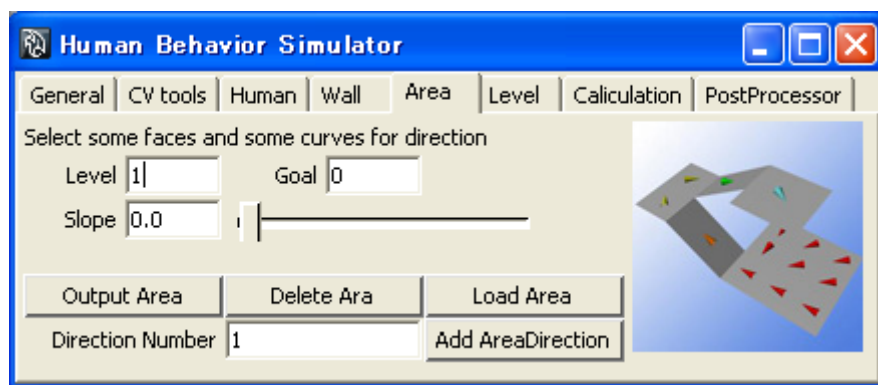 Human Behavior Simulator
General CV tools Human Wall Area Level Caliculation PostProcessor
Select some faces and some curves for direction
Level 1 Goal 0
Slope 0.0
Output Area Delete Ara Load Area
Direction Number 1 Add AreaDirection